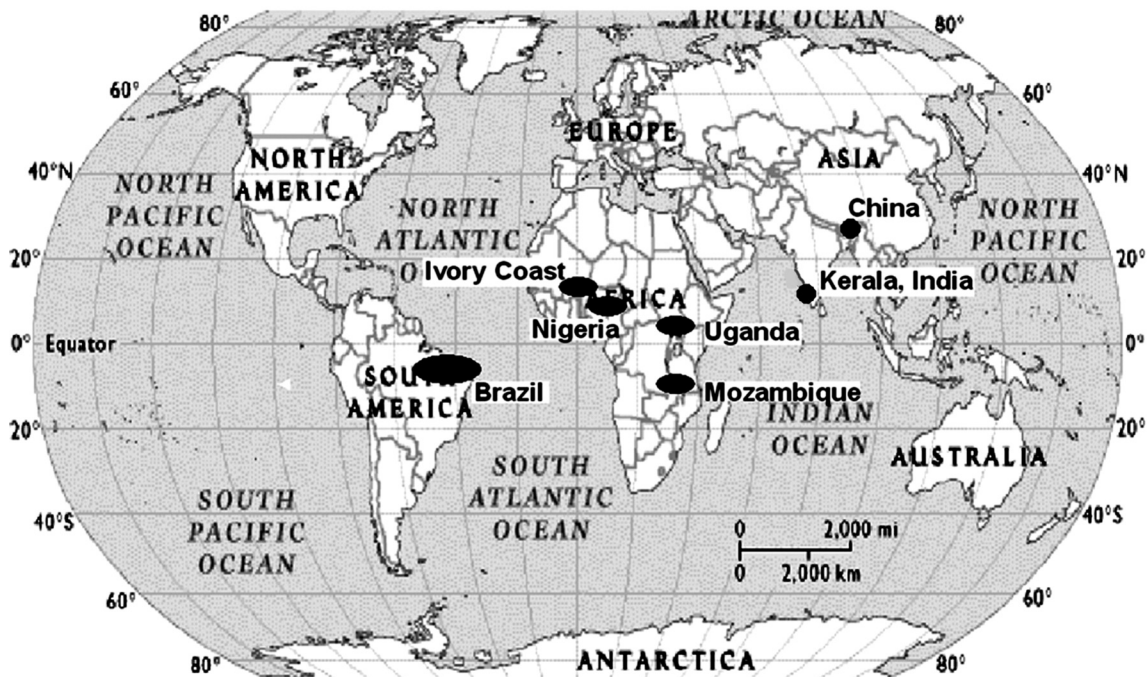 80°
ARCTIC OCEAN
80°
60°
60°
EUROPE
NORTH
AMERICA
ASIA
40°N
40°N
NORTH
PACIFIC
OCEAN
NORTH
ATLANTIC
China
NORTH
PACIFIC
OCEAN
20°
20°
Ivory Coast
Kerala, India
Nigeria
Uganda
0°
Equator
0°
SOUTH
AMERICA
Brazil
Mozambique
INDIAN
OCEAN
20°
20°
AUSTRALIA
SOUTH
ATLANTIC
OCEAN
SOUTH
PACIFIC
OCEAN
40°S
40°S
0 2,000 mi
0 2,000 km
60°
60°
80°
ANTARCTICA
80°